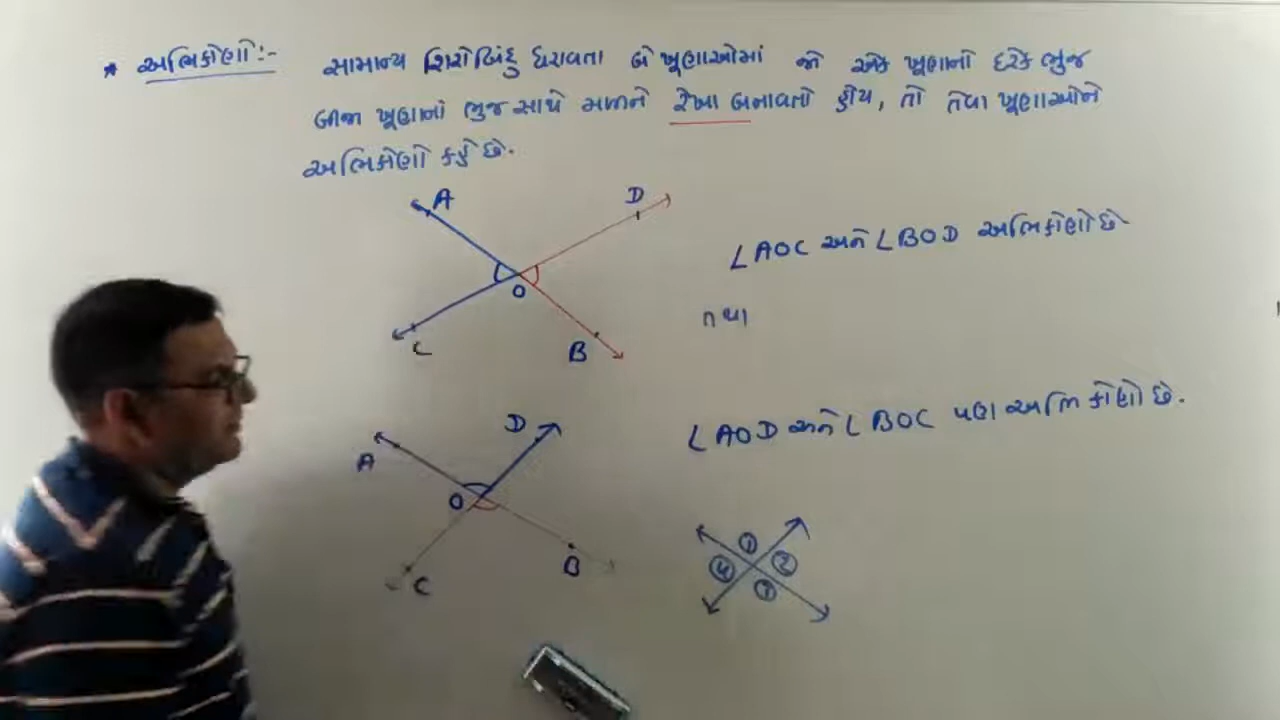 * અભિકોણો:- સામાન્ય શિરોબિંદુ ધરાવતા બે ખૂણાઓમાં જો એક ખૂણાનો દરેક ભુજ
બીજા ખૂણાનો ભુજ સાથે મળીને રેખા બનાવતો હોય, તો તેવા ખૂણાઓને
અભિકોણો કહે છે.
A D
O
C B
∠AOC અને ∠BOD અભિકોણો છે
તથા
D
A
O
B
C
∠AOD અને ∠BOC પણ અભિકોણો છે.
①
④ ②
③